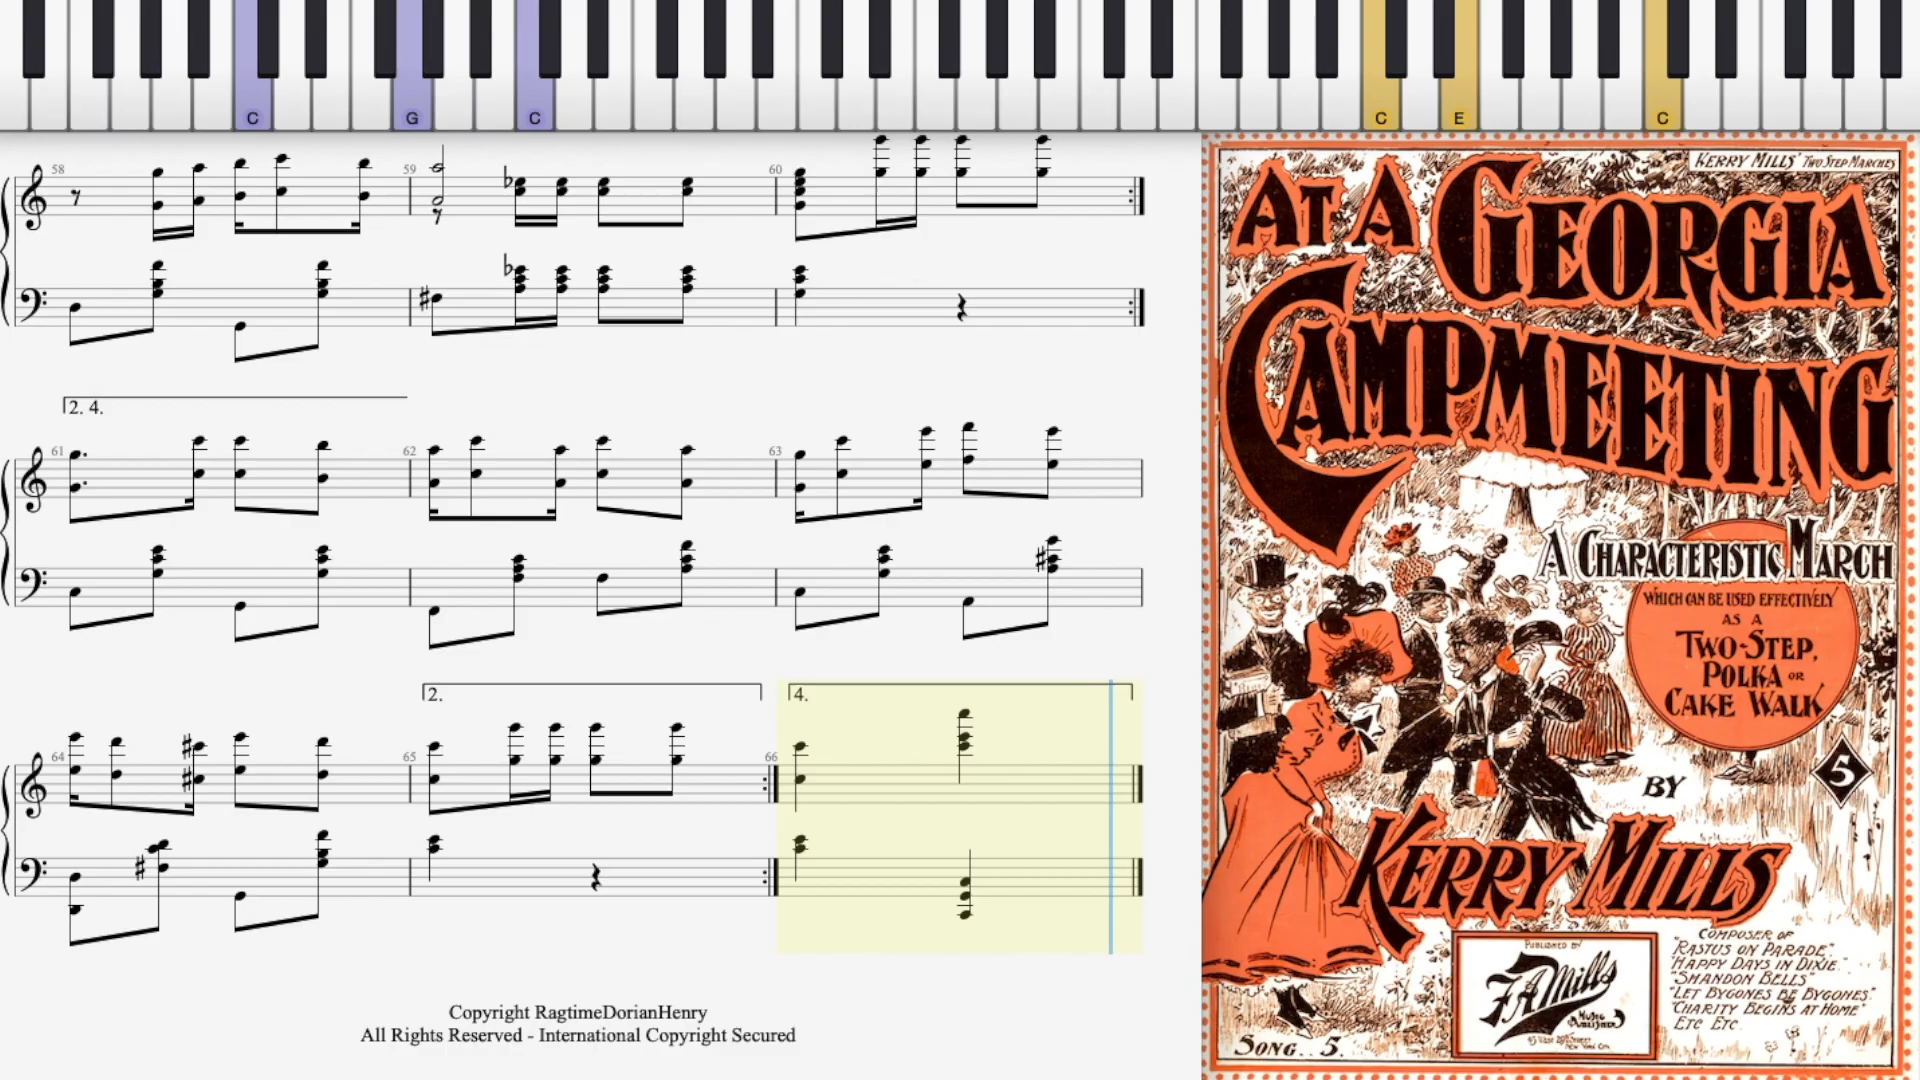 C G C C E C
58 59 60
2. 4.
61 62 63
2. 4.
64 65 66
Copyright RagtimeDorianHenry
All Rights Reserved - International Copyright Secured
KERRY MILLS' TWO STEP MARCHES
AT A GEORGIA
CAMPMEETING
A CHARACTERISTIC MARCH
WHICH CAN BE USED EFFECTIVELY
AS A
TWO-STEP,
POLKA OR
CAKE WALK
5
BY
KERRY MILLS
COMPOSER OF
"RASTUS ON PARADE".
"HAPPY DAYS IN DIXIE."
"SHANDON BELLS"
"LET BYGONES BE BYGONES."
"CHARITY BEGINS AT HOME"
ETC ETC.
PUBLISHED BY
F.A. Mills
MUSIC
PUBLISHER
SONG.. 5.